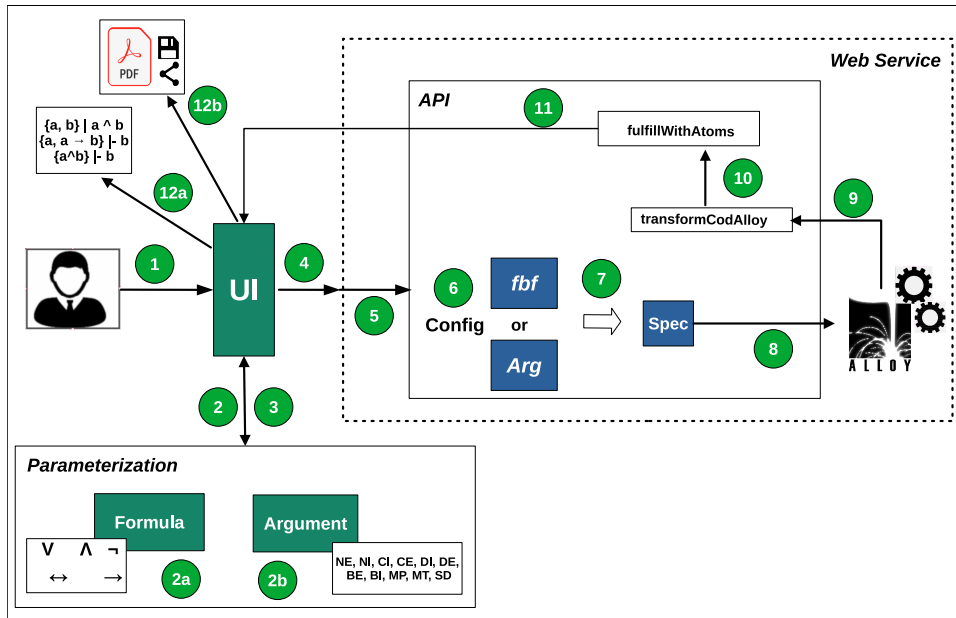 PDF
12b
{a, b} | a ^ b
{a, a → b} |- b
{a^b} |- b
12a
Web Service
API
11
fulfillWithAtoms
10
9
transformCodAlloy
1
UI
4
5
6
fbf
7
Config
or
Spec
Arg
8
ALLOY
2
3
Parameterization
Formula
Argument
V Λ ¬
↔ →
2a
2b
NE, NI, CI, CE, DI, DE,
BE, BI, MP, MT, SD